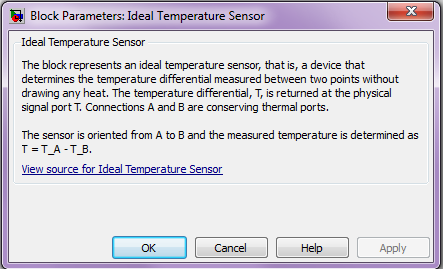 Block Parameters: Ideal Temperature Sensor
Ideal Temperature Sensor
The block represents an ideal temperature sensor, that is, a device that
determines the temperature differential measured between two points without
drawing any heat. The temperature differential, T, is returned at the physical
signal port T. Connections A and B are conserving thermal ports.
The sensor is oriented from A to B and the measured temperature is determined as
T = T_A - T_B.
View source for Ideal Temperature Sensor
OK Cancel Help Apply